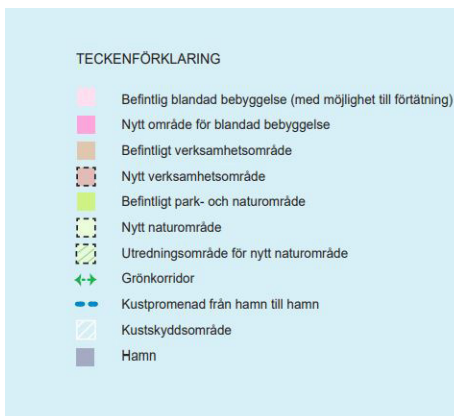 TECKENFÖRKLARING
Befintlig blandad bebyggelse (med möjlighet till förtätning)
Nytt område för blandad bebyggelse
Befintligt verksamhetsområde
Nytt verksamhetsområde
Befintligt park- och naturområde
Nytt naturområde
Utredningsområde för nytt naturområde
Grönkorridor
Kustpromenad från hamn till hamn
Kustskyddsområde
Hamn